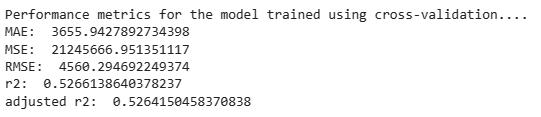 Performance metrics for the model trained using cross-validation....
MAE:  3655.9427892734398
MSE:  21245666.951351117
RMSE:  4560.294692249374
r2:  0.5266138640378237
adjusted r2:  0.5264150458370838